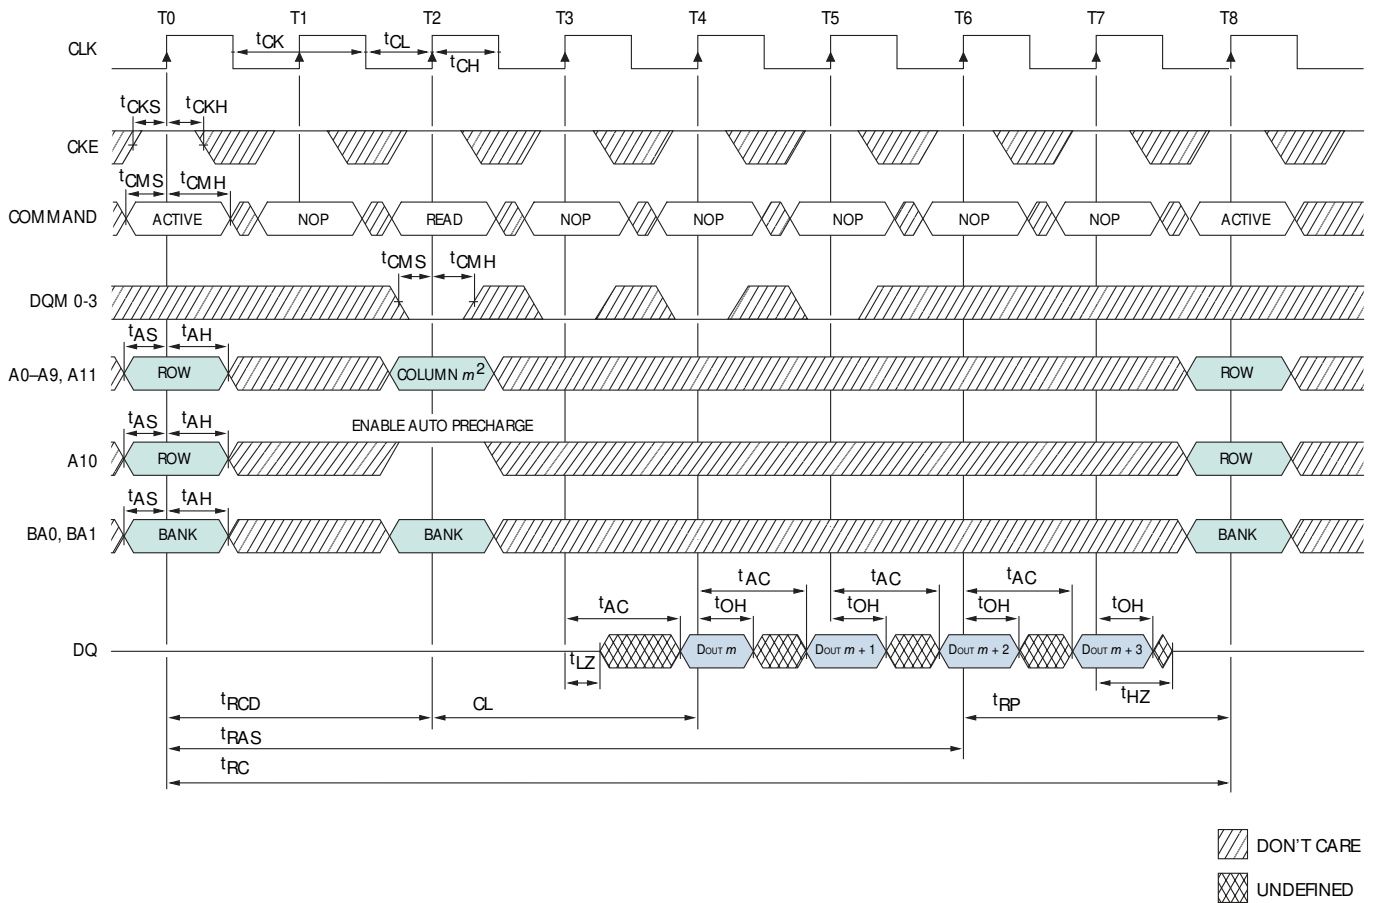 T0 T1 T2 T3 T4 T5 T6 T7 T8
CLK tCK tCL tCH
tCKS tCKH
CKE
tCMS tCMH
COMMAND ACTIVE NOP READ NOP NOP NOP NOP NOP ACTIVE
tCMS tCMH
DQM 0-3
tAS tAH
A0–A9, A11 ROW COLUMN m2 ROW
ENABLE AUTO PRECHARGE
tAS tAH
A10 ROW ROW
tAS tAH
BA0, BA1 BANK BANK BANK
tAC tAC tAC
tAC tOH tOH tOH tOH
DQ DOUT m DOUT m + 1 DOUT m + 2 DOUT m + 3
tLZ tHZ
tRCD CL tRP
tRAS
tRC
DON'T CARE
UNDEFINED